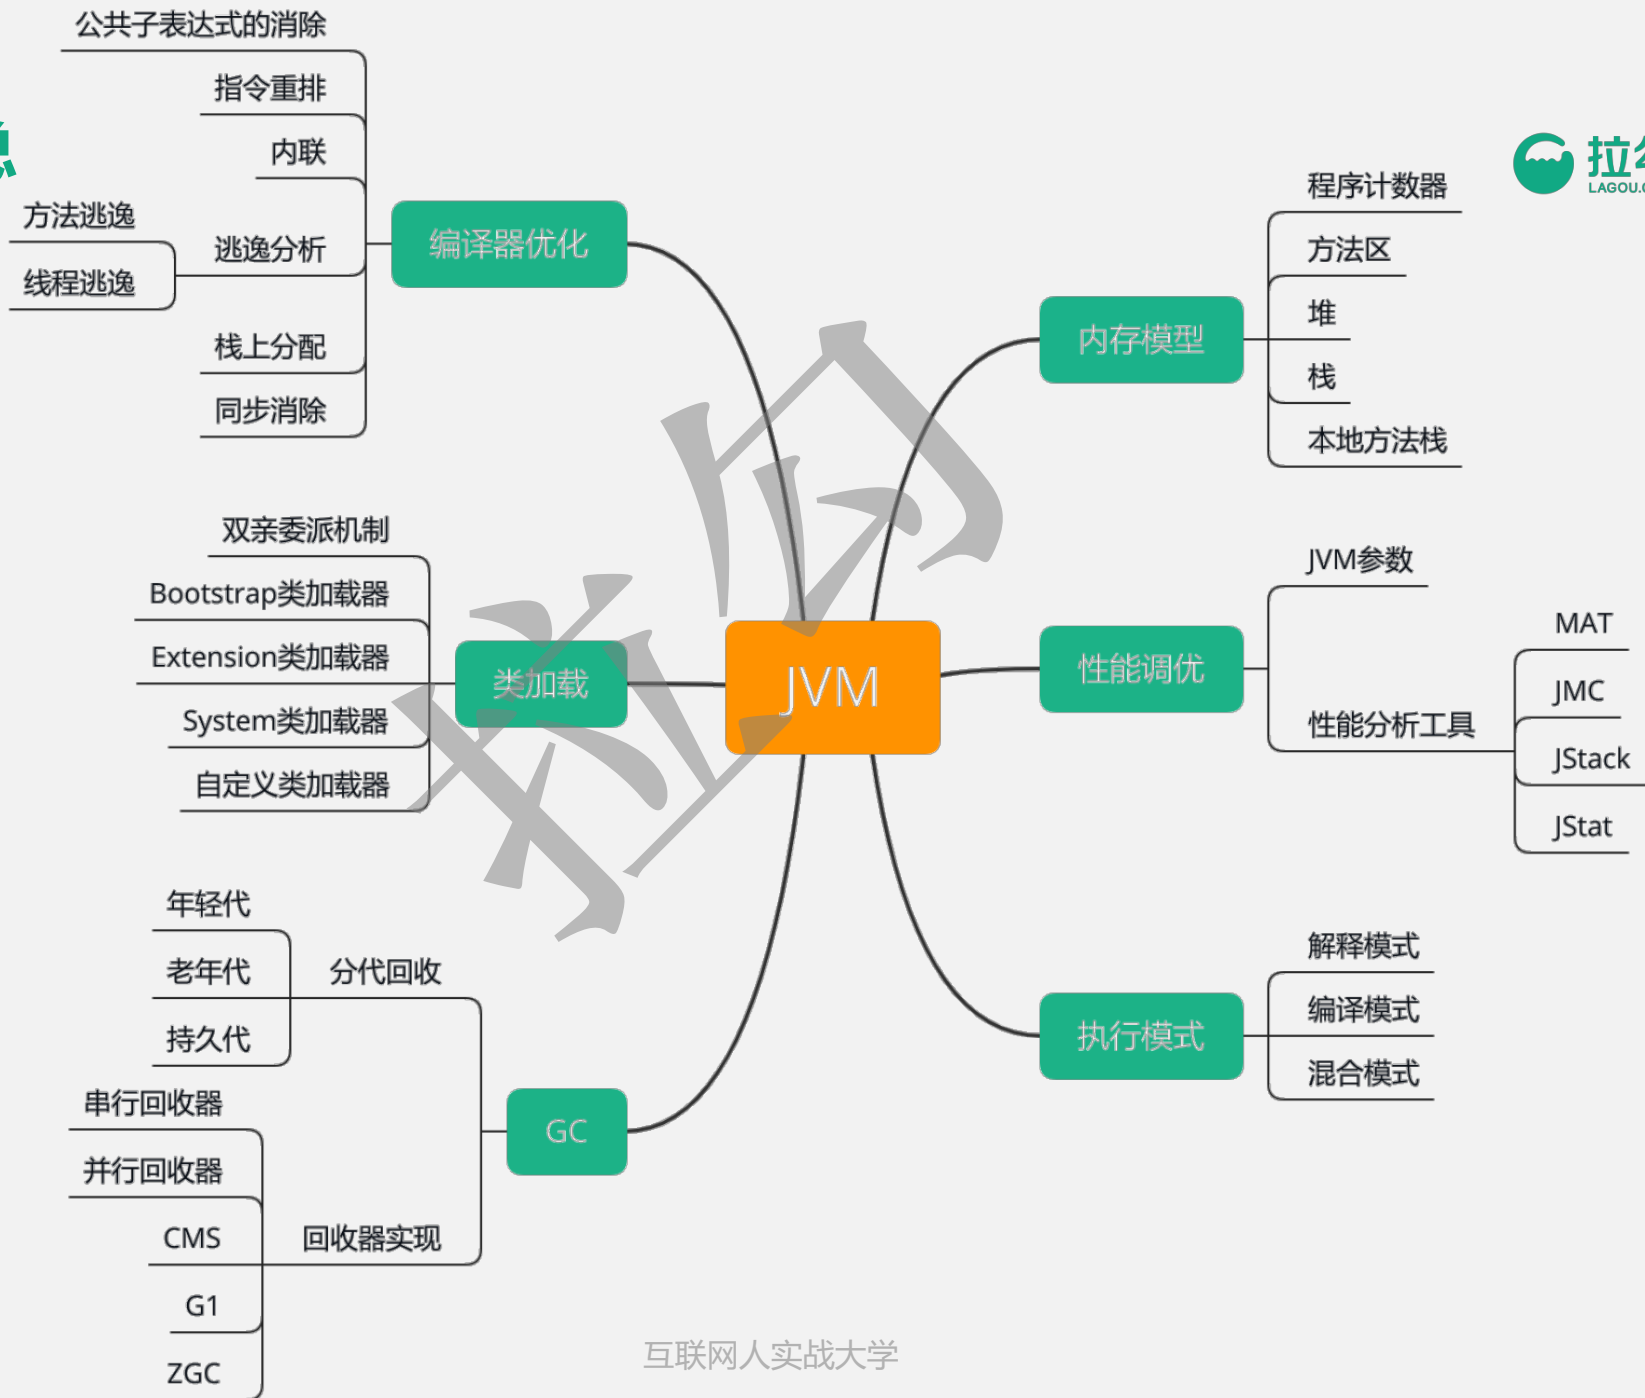 公共子表达式的消除
指令重排
内联
方法逃逸
线程逃逸
逃逸分析
栈上分配
同步消除
编译器优化
双亲委派机制
Bootstrap类加载器
Extension类加载器
System类加载器
自定义类加载器
类加载
年轻代
老年代
持久代
分代回收
串行回收器
并行回收器
CMS
G1
ZGC
回收器实现
GC
JVM
拉勾
程序计数器
方法区
堆
栈
本地方法栈
内存模型
JVM参数
性能调优
性能分析工具
MAT
JMC
JStack
JStat
解释模式
编译模式
混合模式
执行模式
互联网人实战大学